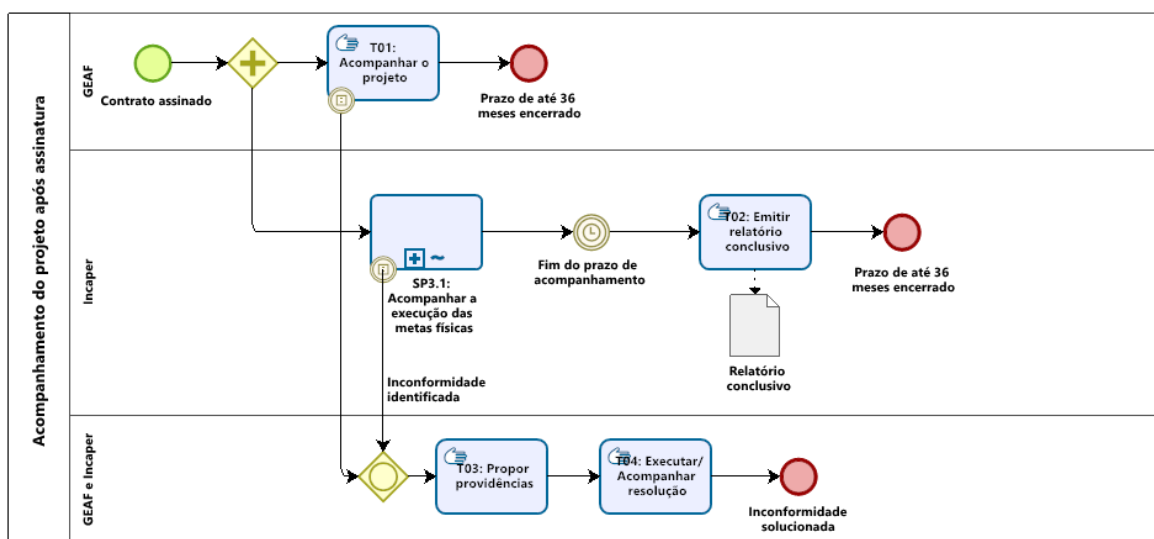 Acompanhamento do projeto após assinatura
GEAF
Contrato assinado
T01:
Acompanhar o
projeto
Prazo de até 36
meses encerrado
Incaper
SP3.1:
Acompanhar a
execução das
metas físicas
Fim do prazo de
acompanhamento
T02: Emitir
relatório
conclusivo
Prazo de até 36
meses encerrado
Relatório
conclusivo
Inconformidade
identificada
GEAF e Incaper
T03: Propor
providências
T04: Executar/
Acompanhar
resolução
Inconformidade
solucionada